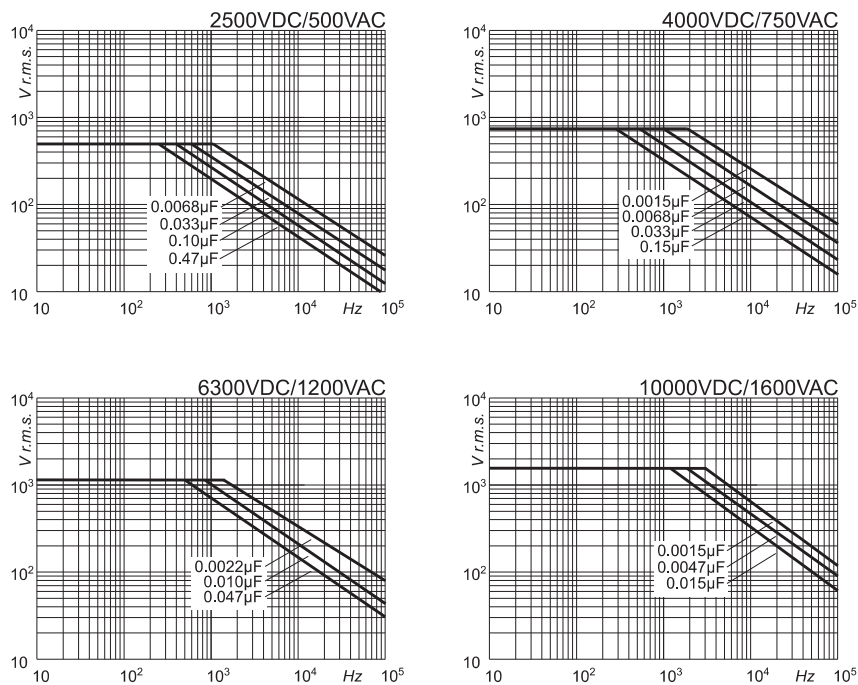 2500VDC/500VAC
10⁴
V r.m.s.
10³
10²
10
0.0068µF
0.033µF
0.10µF
0.47µF
10 10² 10³ 10⁴ Hz 10⁵
4000VDC/750VAC
10⁴
V r.m.s.
10³
10²
10
0.0015µF
0.0068µF
0.033µF
0.15µF
10 10² 10³ 10⁴ Hz 10⁵
6300VDC/1200VAC
10⁴
V r.m.s.
10³
10²
10
0.0022µF
0.010µF
0.047µF
10 10² 10³ 10⁴ Hz 10⁵
10000VDC/1600VAC
10⁴
V r.m.s.
10³
10²
10
0.0015µF
0.0047µF
0.015µF
10 10² 10³ 10⁴ Hz 10⁵